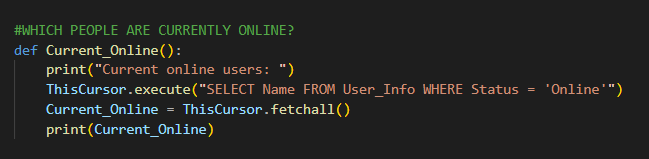 #WHICH PEOPLE ARE CURRENTLY ONLINE?
def Current_Online():
    print("Current online users: ")
    ThisCursor.execute("SELECT Name FROM User_Info WHERE Status = 'Online'")
    Current_Online = ThisCursor.fetchall()
    print(Current_Online)